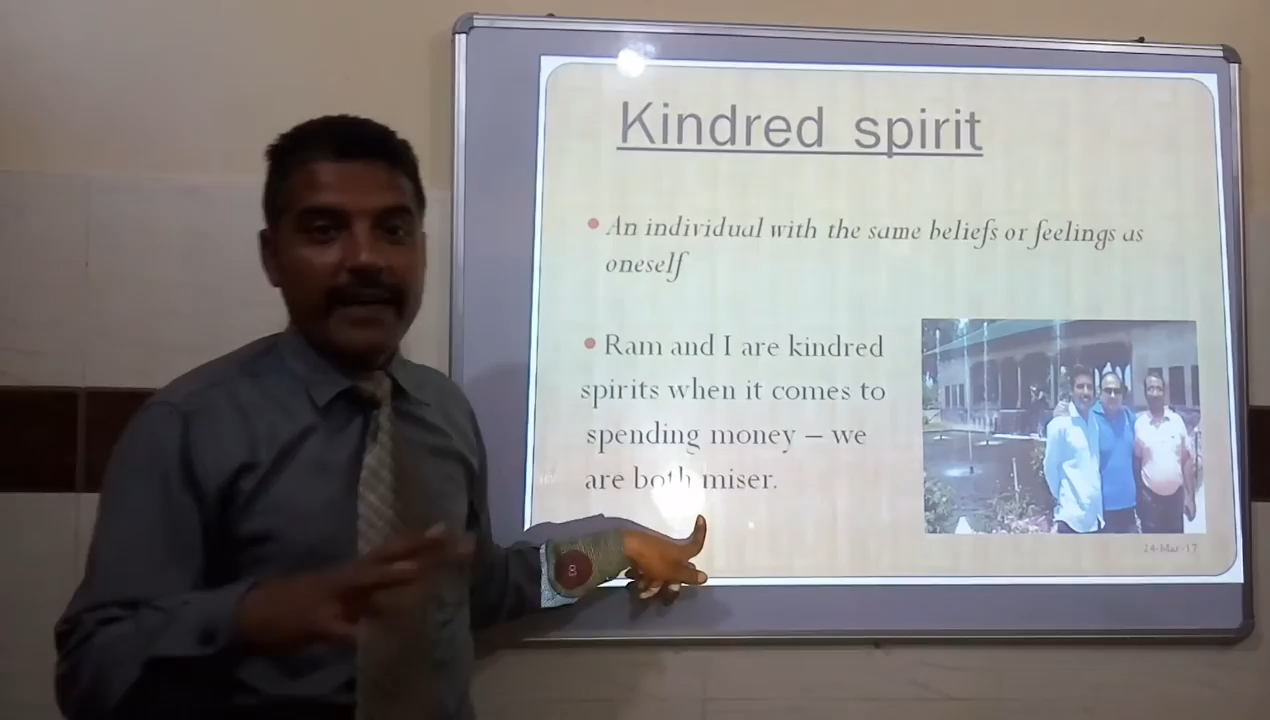 Kindred spirit
An individual with the same beliefs or feelings as
oneself
Ram and I are kindred
spirits when it comes to
spending money – we
are both miser.
24-Mar-17
8